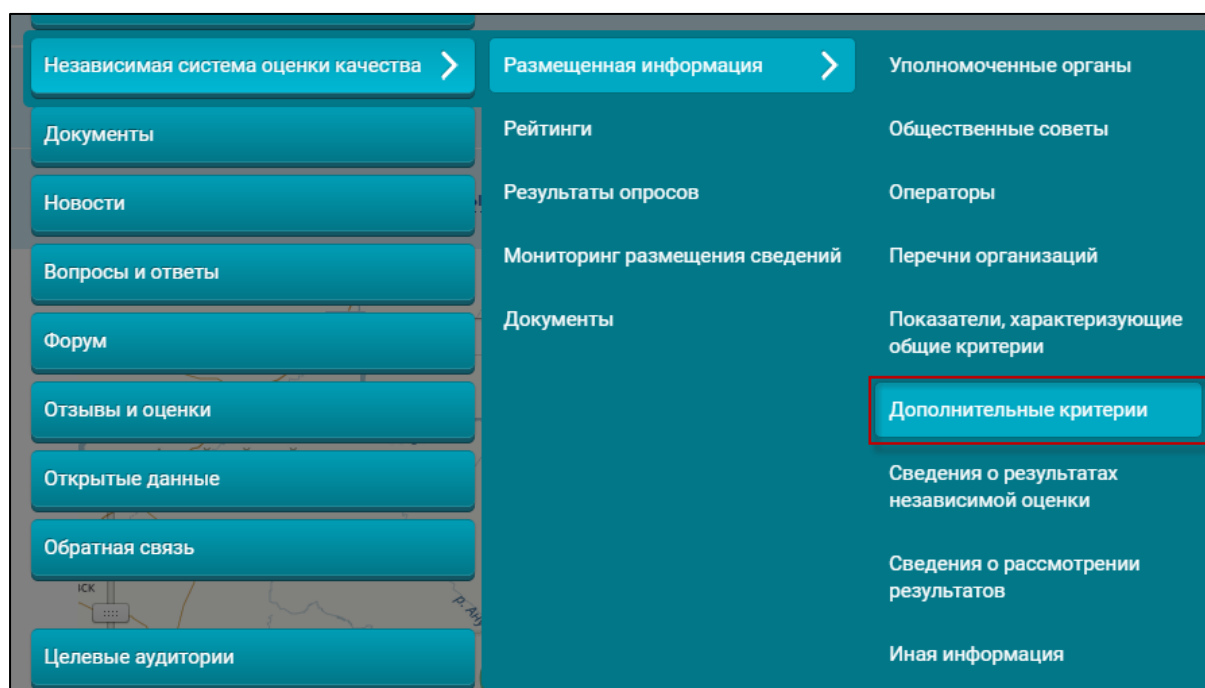 Независимая система оценки качества
Документы
Новости
Вопросы и ответы
Форум
Отзывы и оценки
Открытые данные
Обратная связь
Целевые аудитории
Размещенная информация
Рейтинги
Результаты опросов
Мониторинг размещения сведений
Документы
Уполномоченные органы
Общественные советы
Операторы
Перечни организаций
Показатели, характеризующие
общие критерии
Дополнительные критерии
Сведения о результатах
независимой оценки
Сведения о рассмотрении
результатов
Иная информация